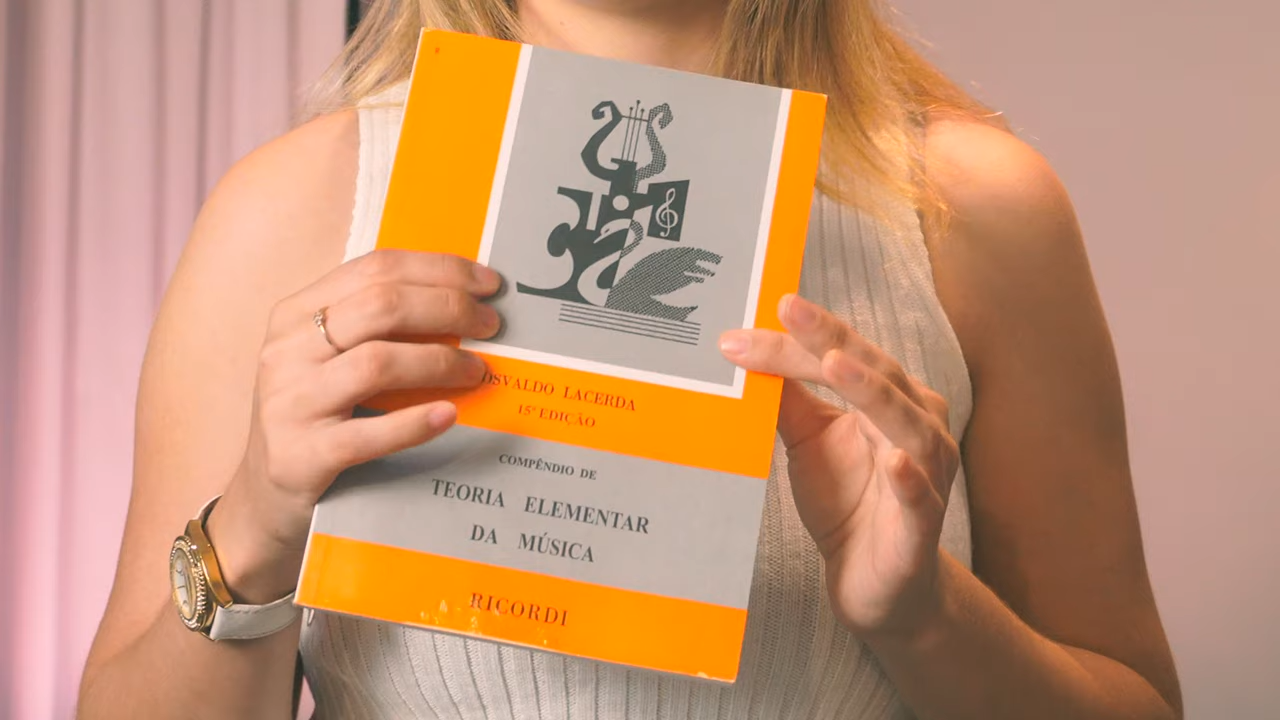 OSVALDO LACERDA
15ª EDIÇÃO
COMPÊNDIO DE
TEORIA ELEMENTAR
DA MÚSICA
RICORDI